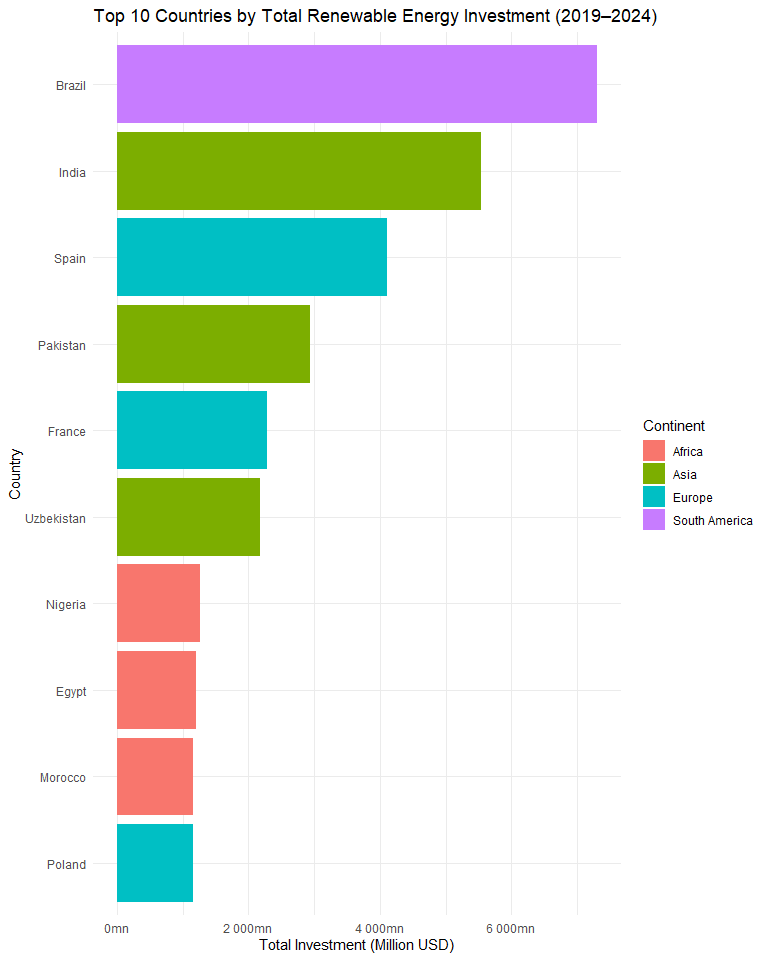 Top 10 Countries by Total Renewable Energy Investment (2019–2024)
Brazil
India
Spain
Pakistan
France
Uzbekistan
Nigeria
Egypt
Morocco
Poland
Country
0mn
2 000mn
4 000mn
6 000mn
Total Investment (Million USD)
Continent
Africa
Asia
Europe
South America